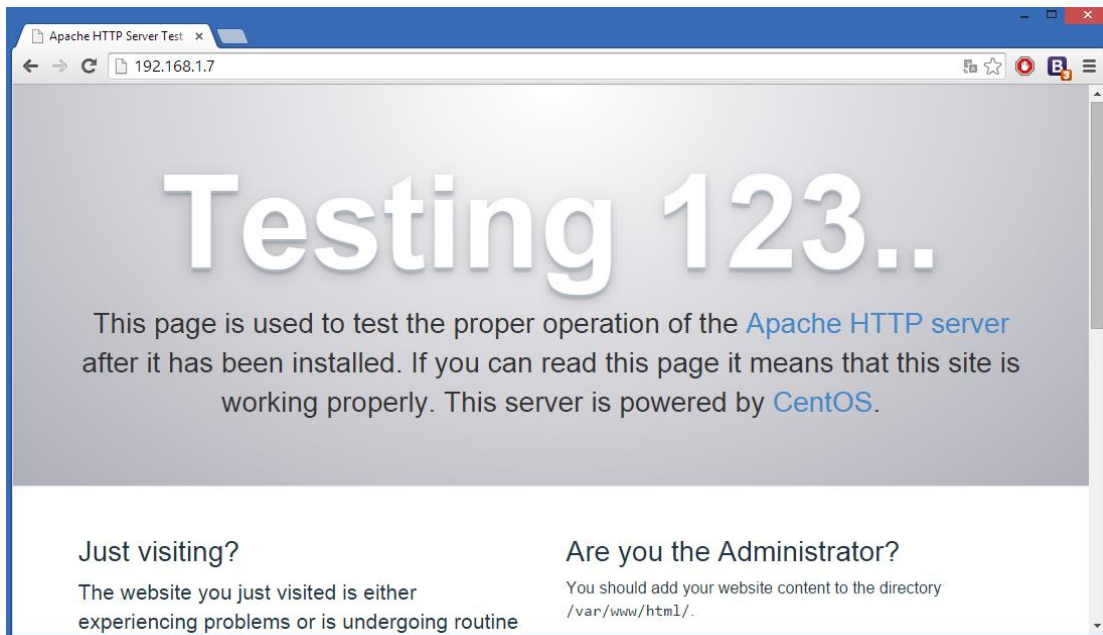 Apache HTTP Server Test
192.168.1.7
B
3
Testing 123..
This page is used to test the proper operation of the Apache HTTP server
after it has been installed. If you can read this page it means that this site is
working properly. This server is powered by CentOS.
Just visiting?
The website you just visited is either
experiencing problems or is undergoing routine
Are you the Administrator?
You should add your website content to the directory
/var/www/html/.